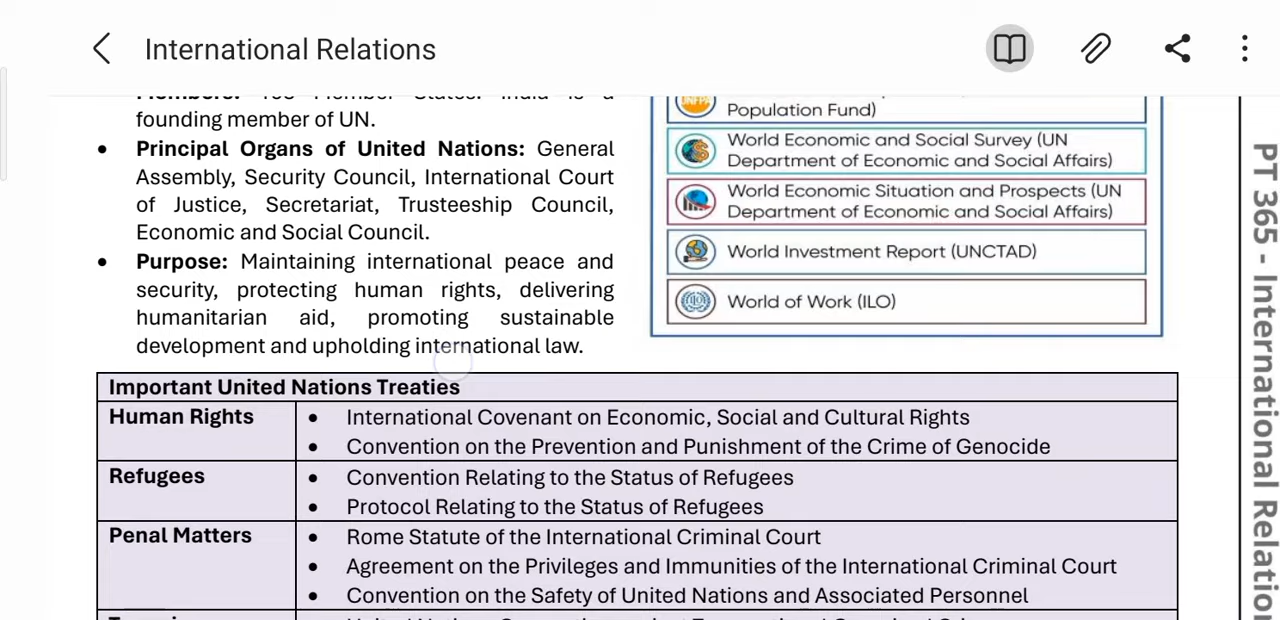 International Relations
founding member of UN.
• Principal Organs of United Nations: General
Assembly, Security Council, International Court
of Justice, Secretariat, Trusteeship Council,
Economic and Social Council.
• Purpose: Maintaining international peace and
security, protecting human rights, delivering
humanitarian aid, promoting sustainable
development and upholding international law.
UNFPA
Population Fund)
World Economic and Social Survey (UN
Department of Economic and Social Affairs)
World Economic Situation and Prospects (UN
Department of Economic and Social Affairs)
World Investment Report (UNCTAD)
World of Work (ILO)
Important United Nations Treaties
Human Rights
• International Covenant on Economic, Social and Cultural Rights
• Convention on the Prevention and Punishment of the Crime of Genocide
Refugees
• Convention Relating to the Status of Refugees
• Protocol Relating to the Status of Refugees
Penal Matters
• Rome Statute of the International Criminal Court
• Agreement on the Privileges and Immunities of the International Criminal Court
• Convention on the Safety of United Nations and Associated Personnel
PT 365 - International Relation